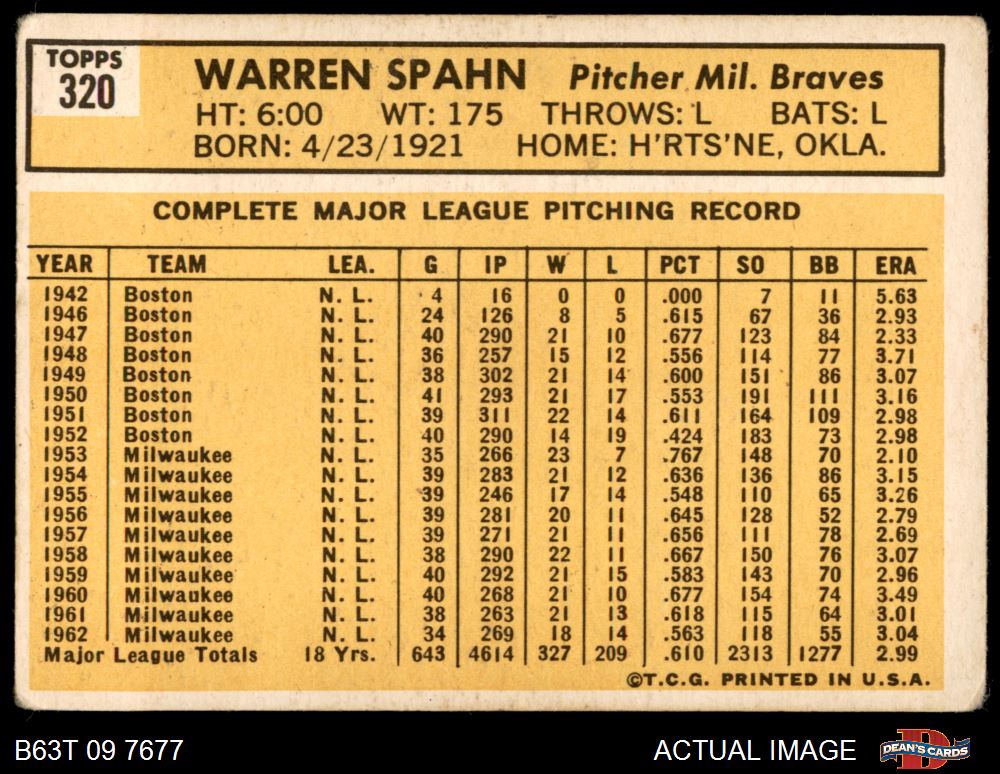 TOPPS
320
WARREN SPAHN Pitcher Mil. Braves
HT: 6:00 WT: 175 THROWS: L BATS: L
BORN: 4/23/1921 HOME: H'RTS'NE, OKLA.
COMPLETE MAJOR LEAGUE PITCHING RECORD
YEAR TEAM LEA. G IP W L PCT SO BB ERA
1942 Boston N. L. 4 16 0 0 .000 7 11 5.63
1946 Boston N. L. 24 126 8 5 .615 67 36 2.93
1947 Boston N. L. 40 290 21 10 .677 123 84 2.33
1948 Boston N. L. 36 257 15 12 .556 114 77 3.71
1949 Boston N. L. 38 302 21 14 .600 151 86 3.07
1950 Boston N. L. 41 293 21 17 .553 191 111 3.16
1951 Boston N. L. 39 311 22 14 .611 164 109 2.98
1952 Boston N. L. 40 290 14 19 .424 183 73 2.98
1953 Milwaukee N. L. 35 266 23 7 .767 148 70 2.10
1954 Milwaukee N. L. 39 283 21 12 .636 136 86 3.15
1955 Milwaukee N. L. 39 246 17 14 .548 110 65 3.26
1956 Milwaukee N. L. 39 281 20 11 .645 128 52 2.79
1957 Milwaukee N. L. 39 271 21 11 .656 111 78 2.69
1958 Milwaukee N. L. 38 290 22 11 .667 150 76 3.07
1959 Milwaukee N. L. 40 292 21 15 .583 143 70 2.96
1960 Milwaukee N. L. 40 268 21 10 .677 154 74 3.49
1961 Milwaukee N. L. 38 263 21 13 .618 115 64 3.01
1962 Milwaukee N. L. 34 269 18 14 .563 118 55 3.04
Major League Totals 18 Yrs. 643 4614 327 209 .610 2313 1277 2.99
©T.C.G. PRINTED IN U.S.A.
B63T 09 7677 ACTUAL IMAGE DEAN'S CARDS